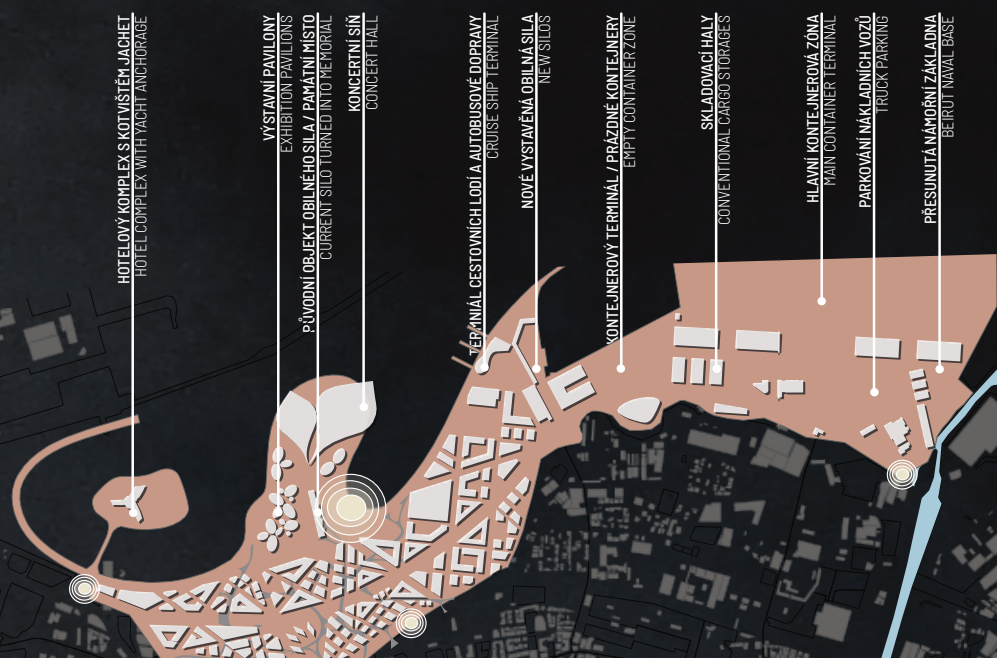 HOTELOVÝ KOMPLEX S KOTVIŠTĚM JACHET
HOTEL COMPLEX WITH YACHT ANCHORAGE
VÝSTAVNÍ PAVILONY
EXHIBITION PAVILIONS
PŮVODNÍ OBJEKT OBILNÉHO SILA / PAMÁTNÍ MÍSTO
CURRENT SILO TURNED INTO MEMORIAL
KONCERTNÍ SÍŇ
CONCERT HALL
TERMNIÁL CESTOVNÍCH LODÍ A AUTOBUSOVÉ DOPRAVY
CRUISE SHIP TERMINAL
NOVĚ VYSTAVĚNÁ OBILNÁ SILA
NEW SILOS
KONTEJNEROVÝ TERMINÁL / PRÁZDNÉ KONTEJNERY
EMPTY CONTAINER ZONE
SKLADOVACÍ HALY
CONVENTIONAL CARGO STORAGES
HLAVNÍ KONTEJNEROVÁ ZÓNA
MAIN CONTAINER TERMINAL
PARKOVÁNÍ NÁKLADNÍCH VOZŮ
TRUCK PARKING
PŘESUNUTÁ NÁMOŘNÍ ZÁKLADNA
BEIRUT NAVAL BASE